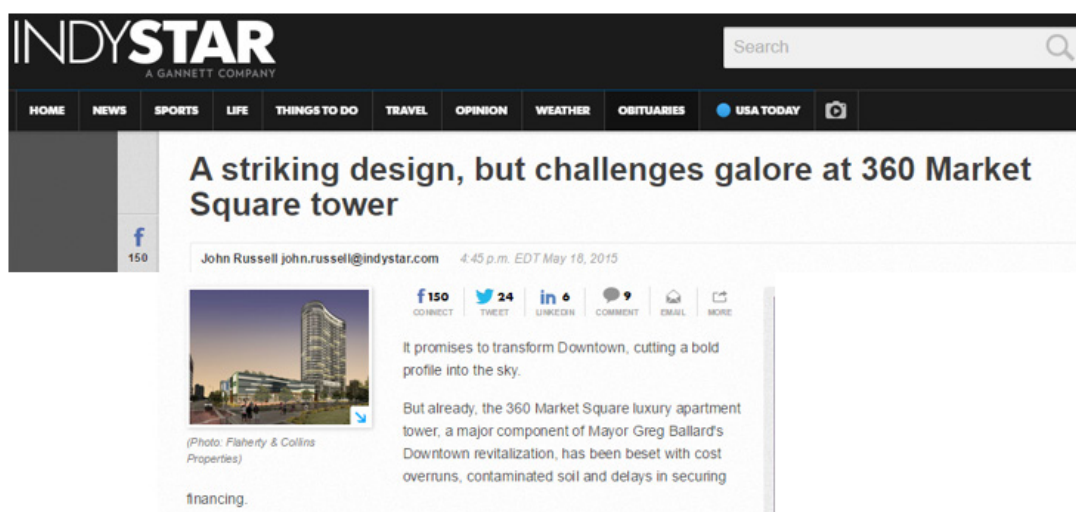 INDYSTAR
A GANNETT COMPANY
Search
HOME NEWS SPORTS LIFE THINGS TO DO TRAVEL OPINION WEATHER OBITUARIES USA TODAY
A striking design, but challenges galore at 360 Market
Square tower
f
150
John Russell john.russell@indystar.com 4:45 p.m. EDT May 18, 2015
f 150 24 in 6 9
CONNECT TWEET LINKEDIN COMMENT EMAIL MORE
It promises to transform Downtown, cutting a bold
profile into the sky.
But already, the 360 Market Square luxury apartment
tower, a major component of Mayor Greg Ballard's
Downtown revitalization, has been beset with cost
overruns, contaminated soil and delays in securing
financing.
(Photo: Flaherty & Collins
Properties)